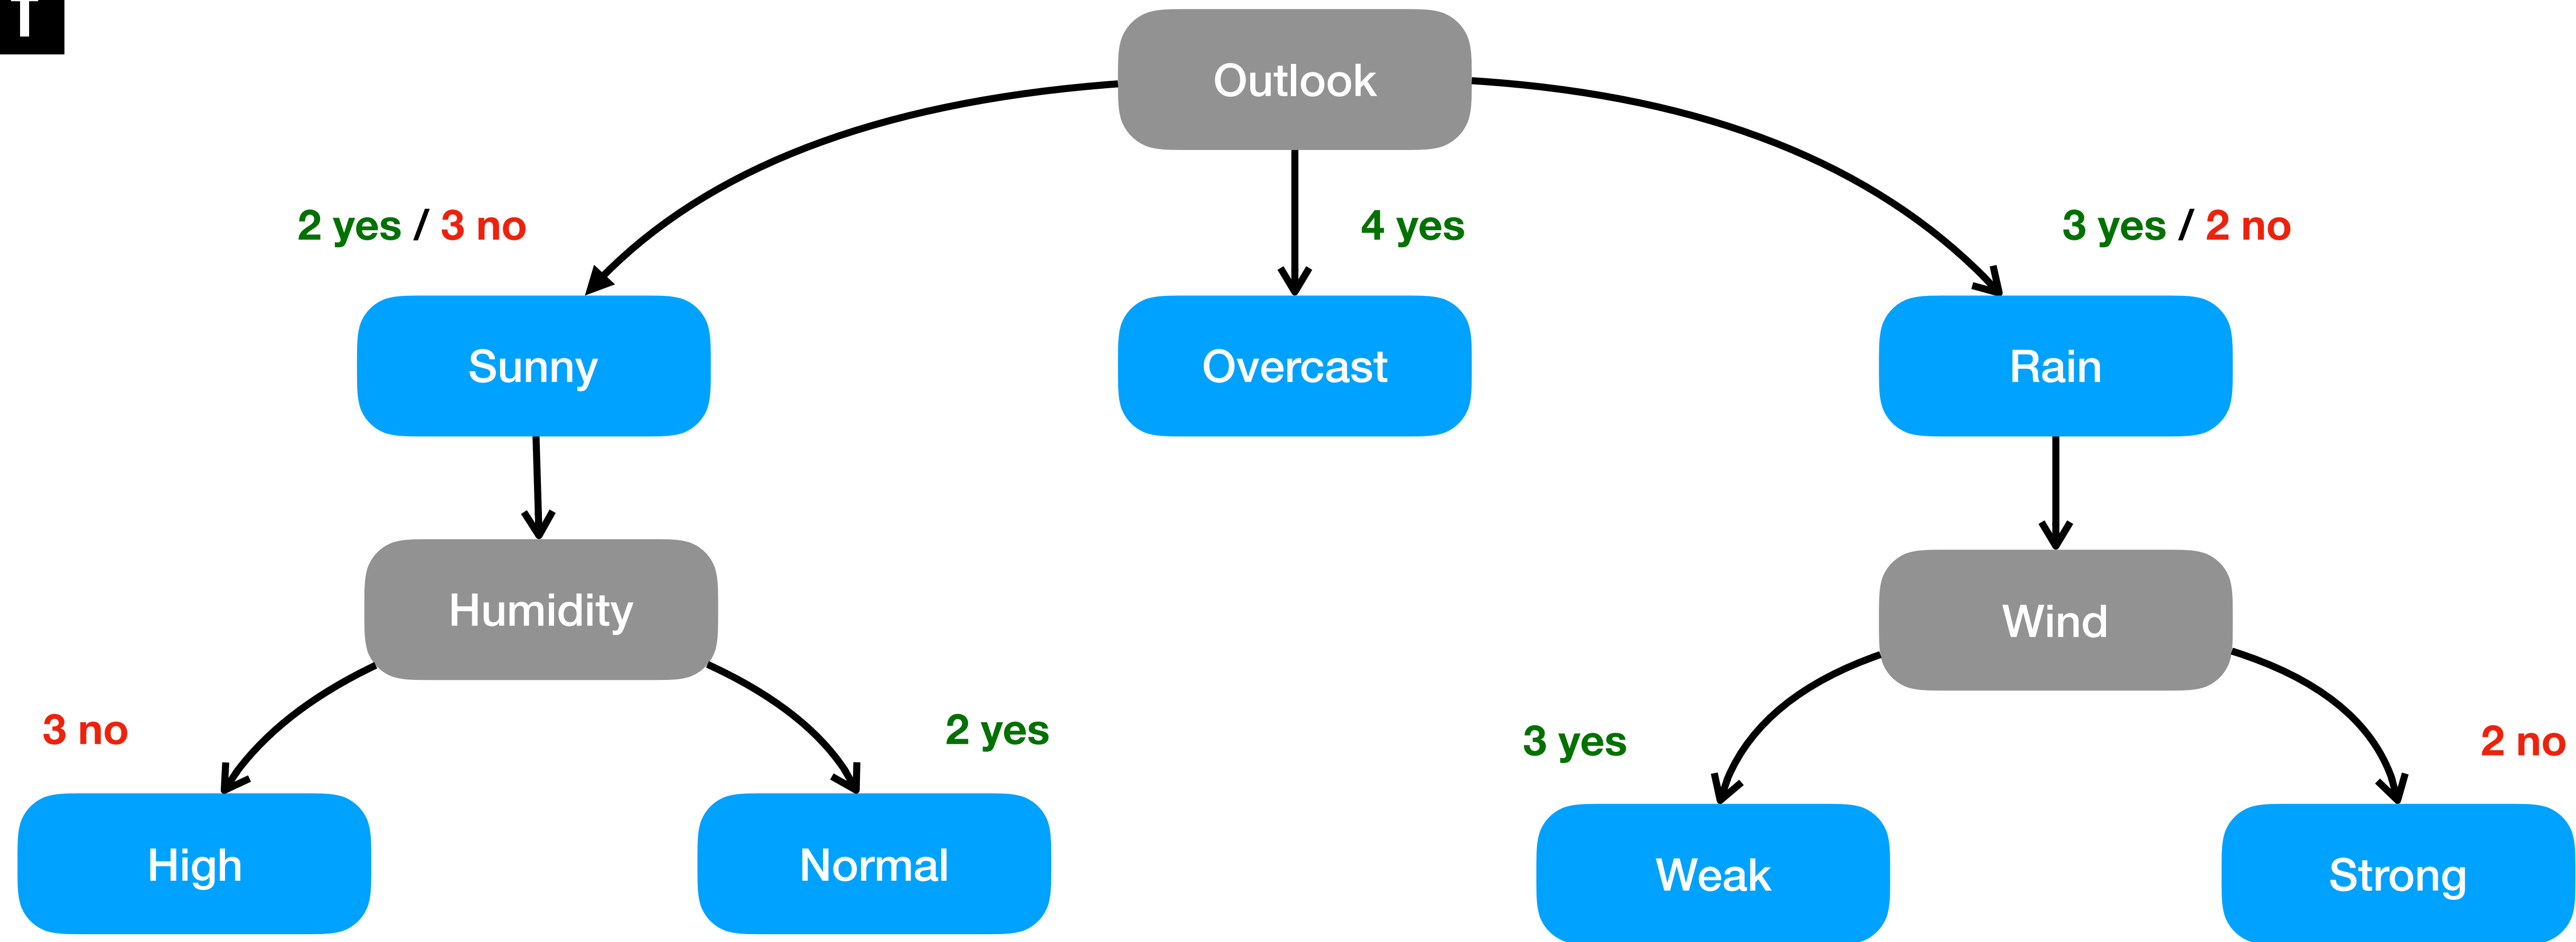 T
Outlook
2 yes / 3 no
4 yes
3 yes / 2 no
Sunny
Overcast
Rain
Humidity
Wind
3 no
2 yes
3 yes
2 no
High
Normal
Weak
Strong